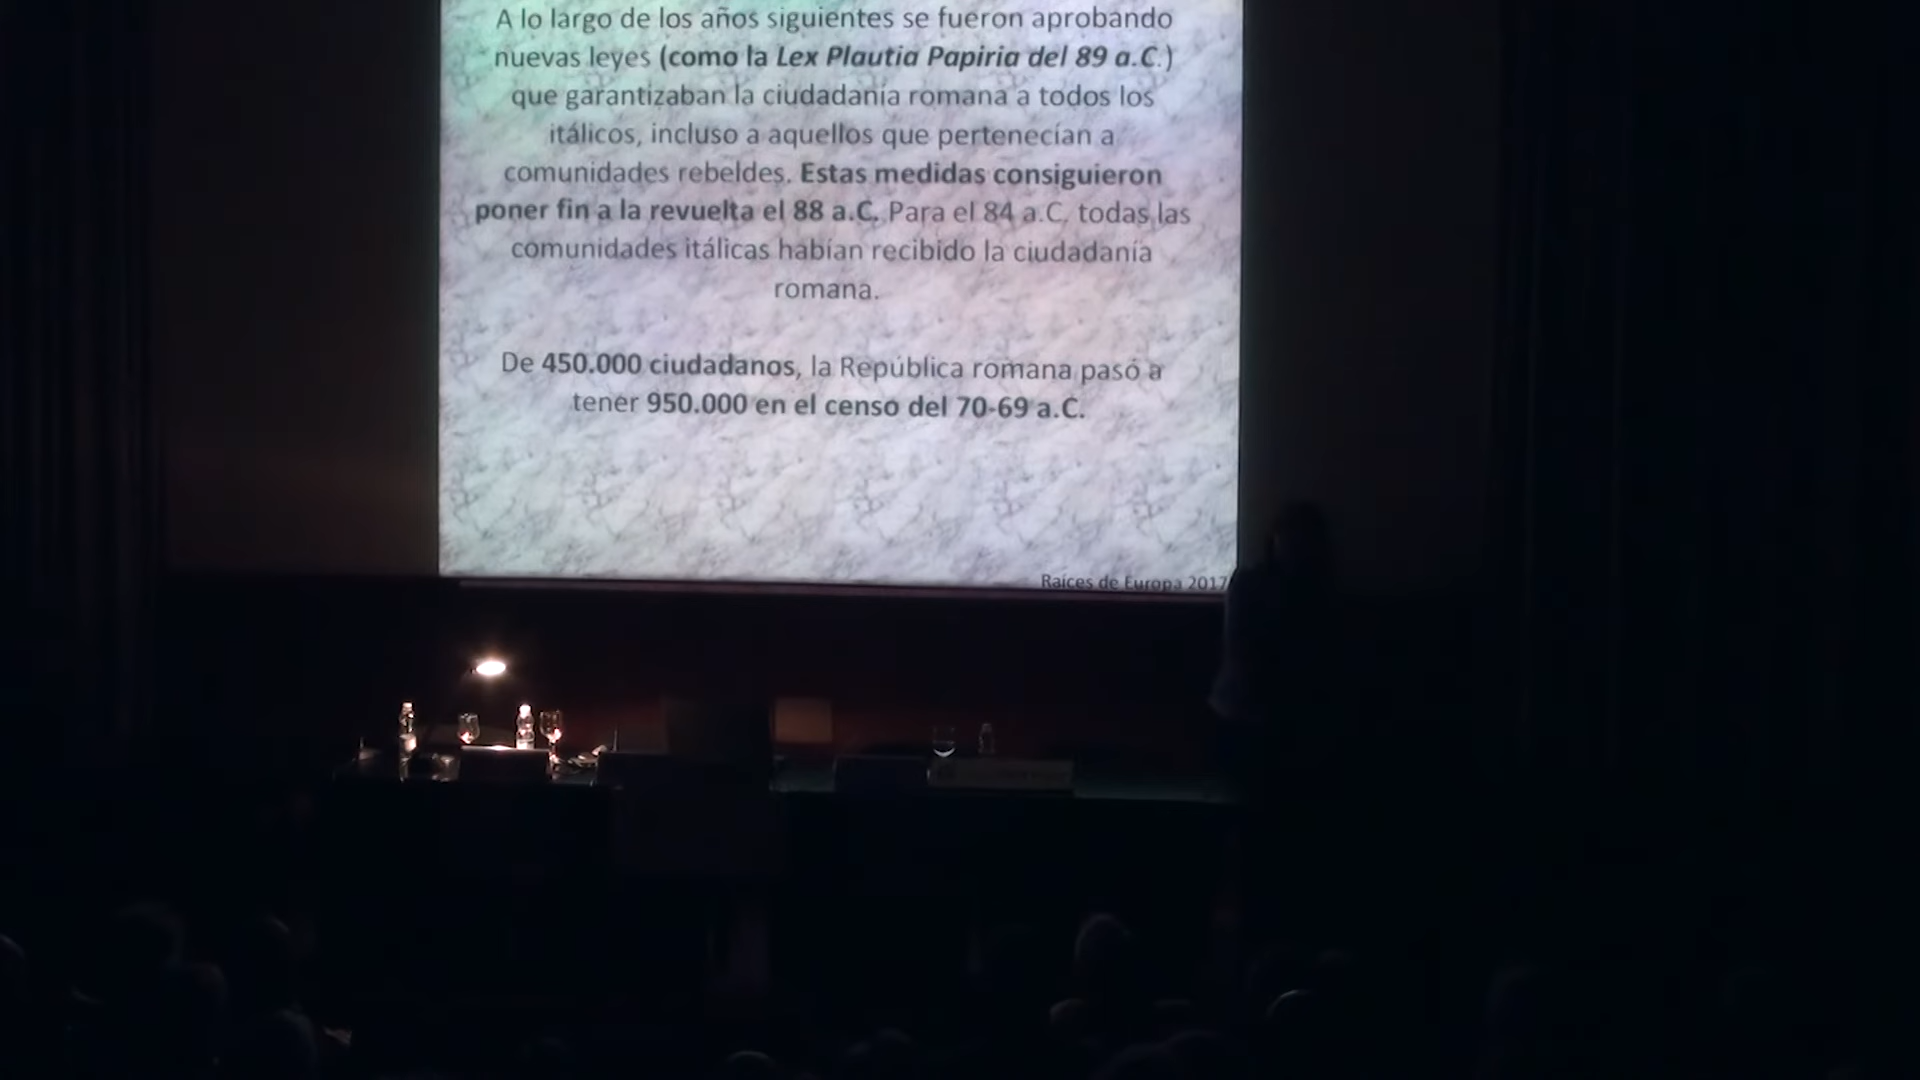 A lo largo de los años siguientes se fueron aprobando
nuevas leyes (como la Lex Plautia Papiria del 89 a.C.)
que garantizaban la ciudadanía romana a todos los
itálicos, incluso a aquellos que pertenecían a
comunidades rebeldes. Estas medidas consiguieron
poner fin a la revuelta el 88 a.C. Para el 84 a.C. todas las
comunidades itálicas habían recibido la ciudadanía
romana.
De 450.000 ciudadanos, la República romana pasó a
tener 950.000 en el censo del 70-69 a.C.
Raíces de Europa 2017